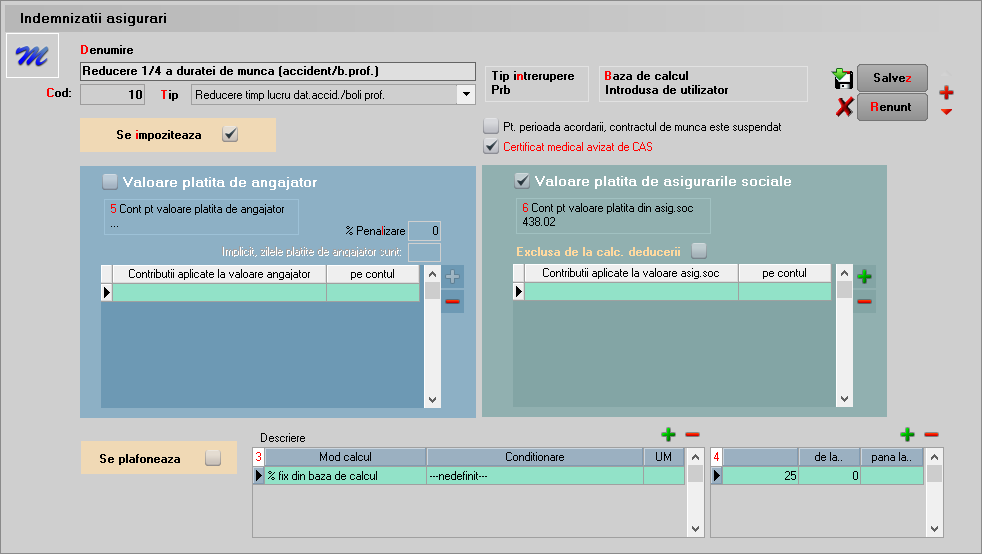 Indemnizatii asigurari
Denumire
Reducere 1/4 a duratei de munca (accident/b.prof.)
Cod: 10 Tip Reducere timp lucru dat.accid./boli prof.
Tip intrerupere
Prb
Baza de calcul
Introdusa de utilizator
Salvez
Renunt
Se impoziteaza
Pt. perioada acordarii, contractul de munca este suspendat
Certificat medical avizat de CAS
Valoare platita de angajator
5 Cont pt valoare platita de angajator
...
% Penalizare 0
Implicit, zilele platite de angajator sunt:
Contributii aplicate la valoare angajator pe contul
Valoare platita de asigurarile sociale
6 Cont pt valoare platita din asig.soc
438.02
Exclusa de la calc. deducerii
Contributii aplicate la valoare asig.soc pe contul
Se plafoneaza
Descriere
3 Mod calcul Conditionare UM
% fix din baza de calcul ---nedefinit---
4 de la.. pana la..
25 0